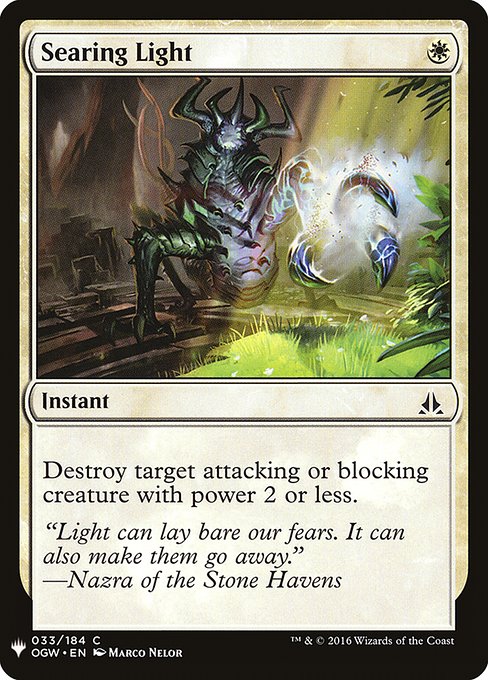 Searing Light
Instant
Destroy target attacking or blocking
creature with power 2 or less.
“Light can lay bare our fears. It can
also make them go away.”
—Nazra of the Stone Havens
033/184 C
OGW • EN MARCO NELOR
™ & © 2016 Wizards of the Coast